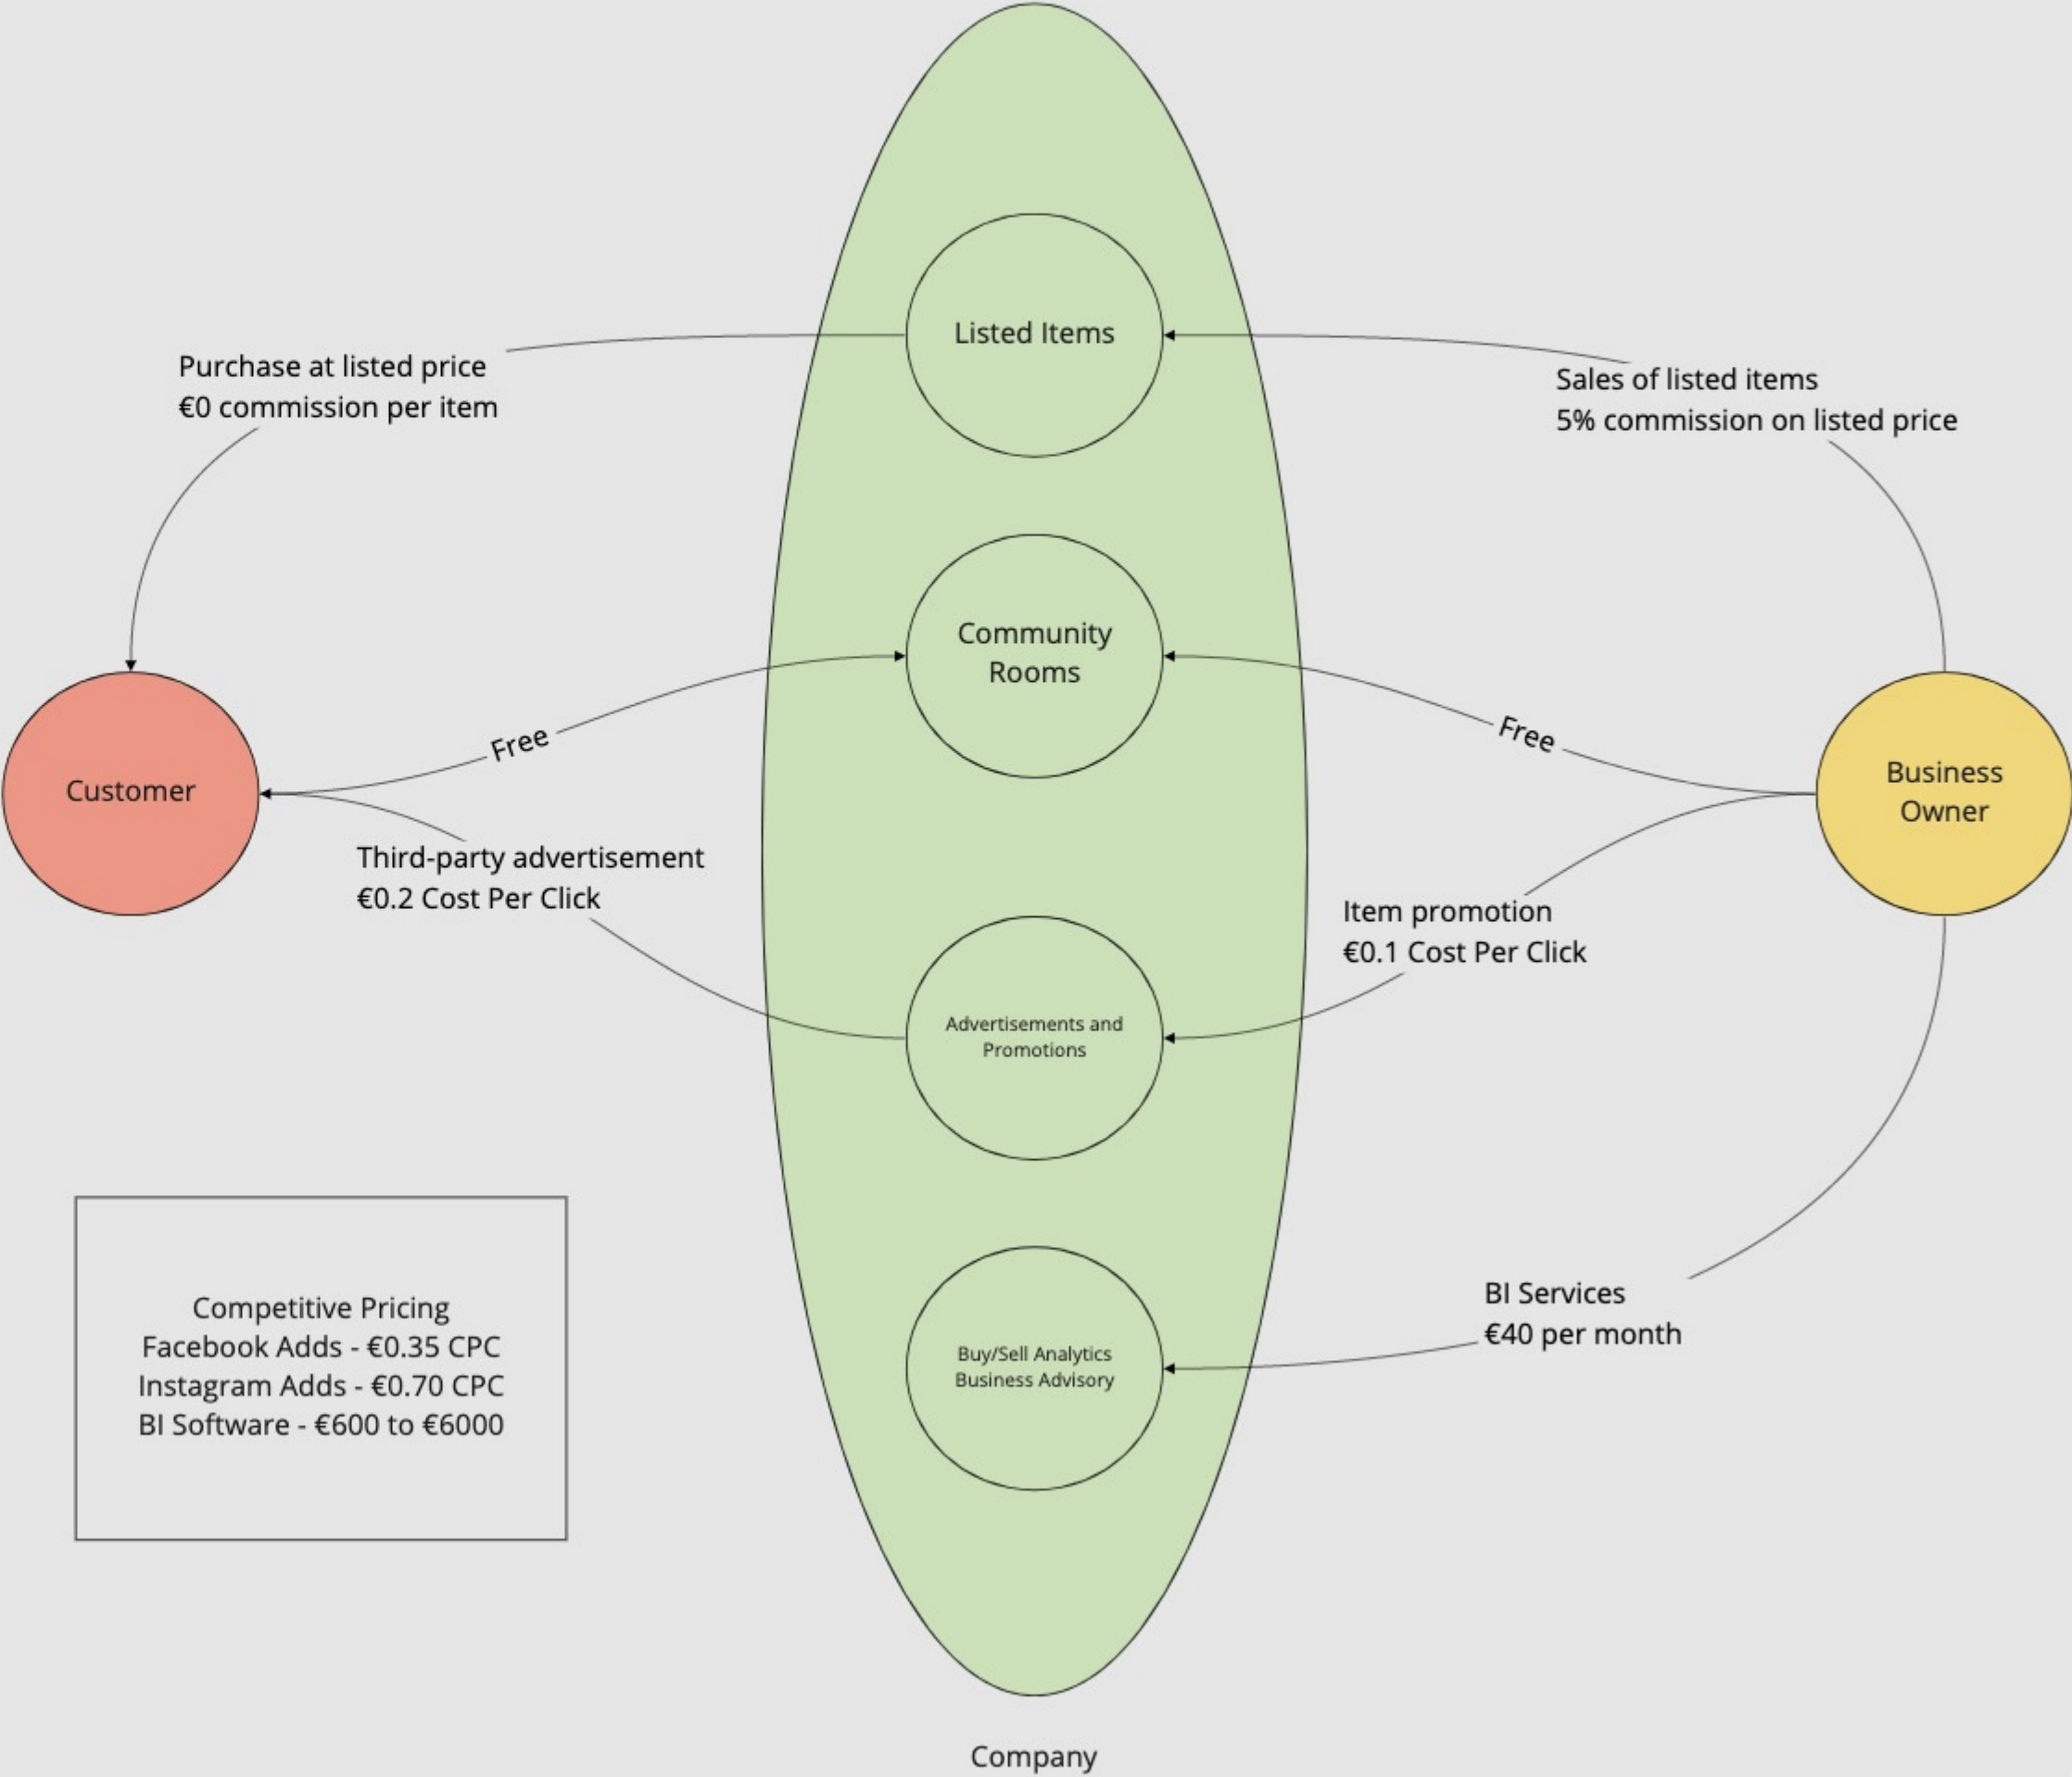 Listed Items
Purchase at listed price
€0 commission per item
Sales of listed items
5% commission on listed price
Community
Rooms
Free
Free
Customer
Business
Owner
Third-party advertisement
€0.2 Cost Per Click
Item promotion
€0.1 Cost Per Click
Advertisements and
Promotions
Competitive Pricing
Facebook Adds - €0.35 CPC
Instagram Adds - €0.70 CPC
BI Software - €600 to €6000
BI Services
€40 per month
Buy/Sell Analytics
Business Advisory
Company